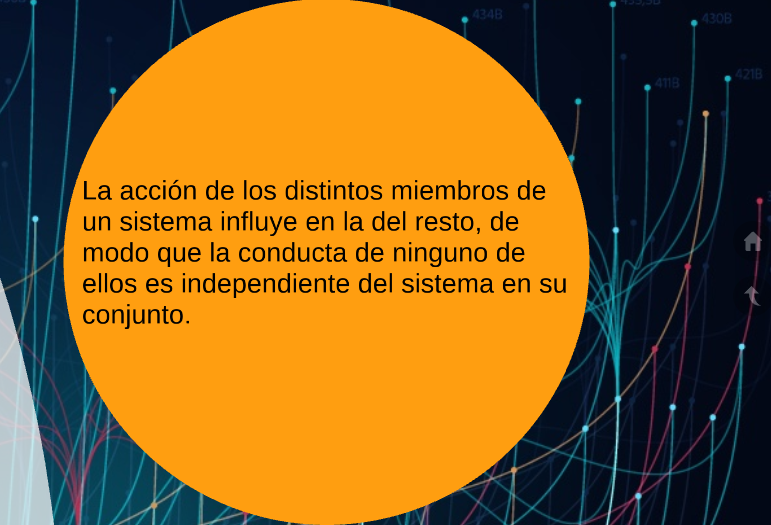 434B
430B
421B
411B
La acción de los distintos miembros de
un sistema influye en la del resto, de
modo que la conducta de ninguno de
ellos es independiente del sistema en su
conjunto.